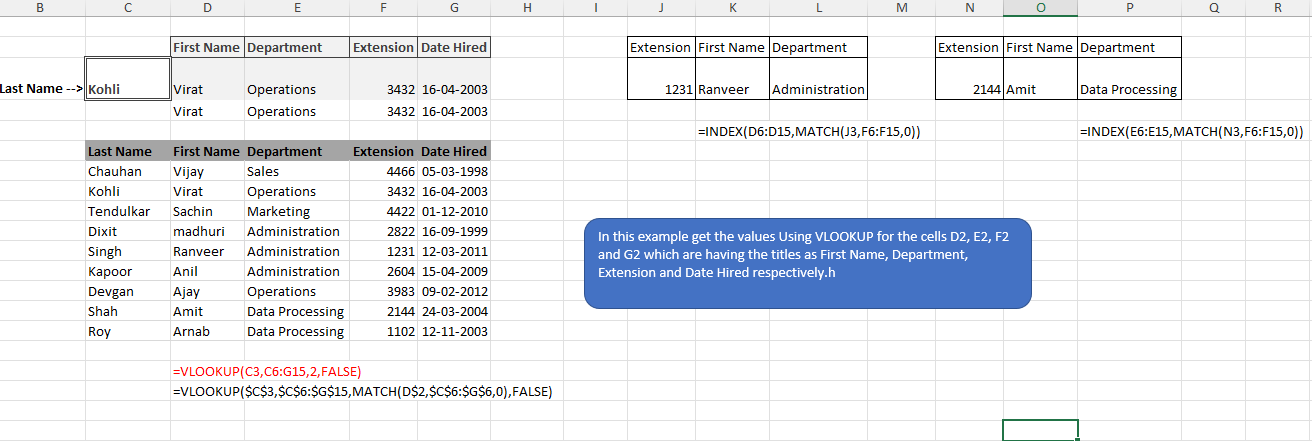 B C D E F G H I J K L M N O P Q R
First Name Department Extension Date Hired Extension First Name Department Extension First Name Department
Last Name --> Kohli Virat Operations 3432 16-04-2003 1231 Ranveer Administration 2144 Amit Data Processing
Virat Operations 3432 16-04-2003
=INDEX(D6:D15,MATCH(J3,F6:F15,0)) =INDEX(E6:E15,MATCH(N3,F6:F15,0))
Last Name First Name Department Extension Date Hired
Chauhan Vijay Sales 4466 05-03-1998
Kohli Virat Operations 3432 16-04-2003
Tendulkar Sachin Marketing 4422 01-12-2010
Dixit madhuri Administration 2822 16-09-1999
Singh Ranveer Administration 1231 12-03-2011
Kapoor Anil Administration 2604 15-04-2009
Devgan Ajay Operations 3983 09-02-2012
Shah Amit Data Processing 2144 24-03-2004
Roy Arnab Data Processing 1102 12-11-2003
In this example get the values Using VLOOKUP for the cells D2, E2, F2
and G2 which are having the titles as First Name, Department,
Extension and Date Hired respectively.h
=VLOOKUP(C3,C6:G15,2,FALSE)
=VLOOKUP($C$3,$C$6:$G$15,MATCH(D$2,$C$6:$G$6,0),FALSE)